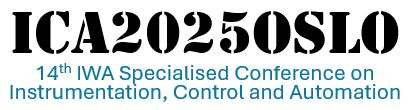 ICA2025OSLO
14th IWA Specialised Conference on
Instrumentation, Control and Automation